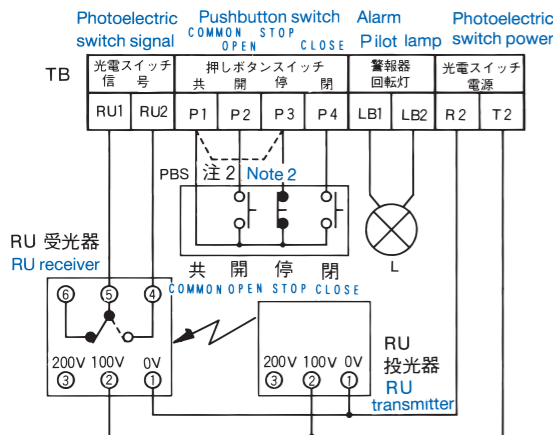 Photoelectric
switch signal
Pushbutton switch
COMMON STOP
OPEN CLOSE
Alarm
Pilot lamp
Photoelectric
switch power
TB
光電スイッチ
信 号
押しボタンスイッチ
共 開 停 閉
警報器
回転灯
光電スイッチ
電源
RU1 RU2 P1 P2 P3 P4 LB1 LB2 R2 T2
PBS 注2 Note 2
L
RU 受光器
RU receiver
共 開 停 閉
COMMON OPEN STOP CLOSE
⑥ ⑤ ④
200V 100V 0V
③ ② ①
200V 100V 0V
③ ② ①
RU
投光器
RU
transmitter